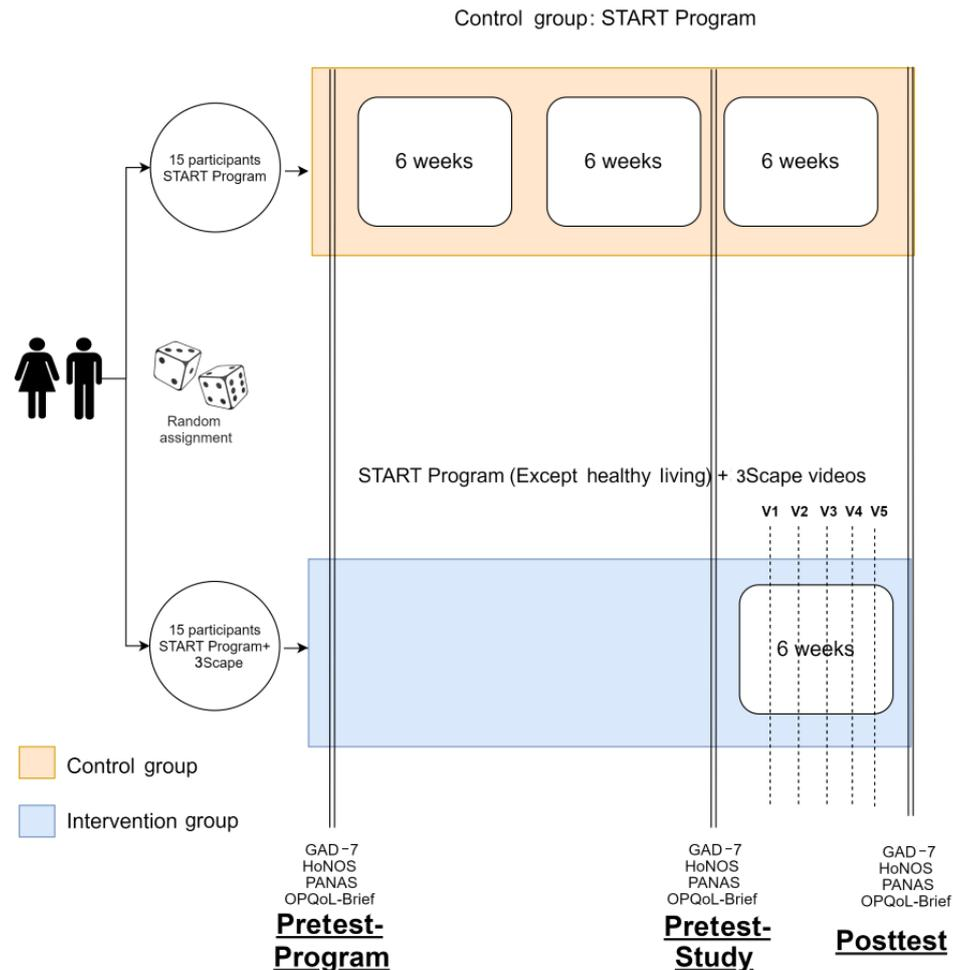 Control group: START Program
15 participants
START Program
6 weeks
6 weeks
6 weeks
Random
assignment
START Program (Except healthy living) + 3Scape videos
V1 V2 V3 V4 V5
15 participants
START Program+
3Scape
6 weeks
Control group
Intervention group
GAD-7
HoNOS
PANAS
OPQoL-Brief
Pretest-
Program
GAD-7
HoNOS
PANAS
OPQoL-Brief
Pretest-
Study
GAD-7
HoNOS
PANAS
OPQoL-Brief
Posttest